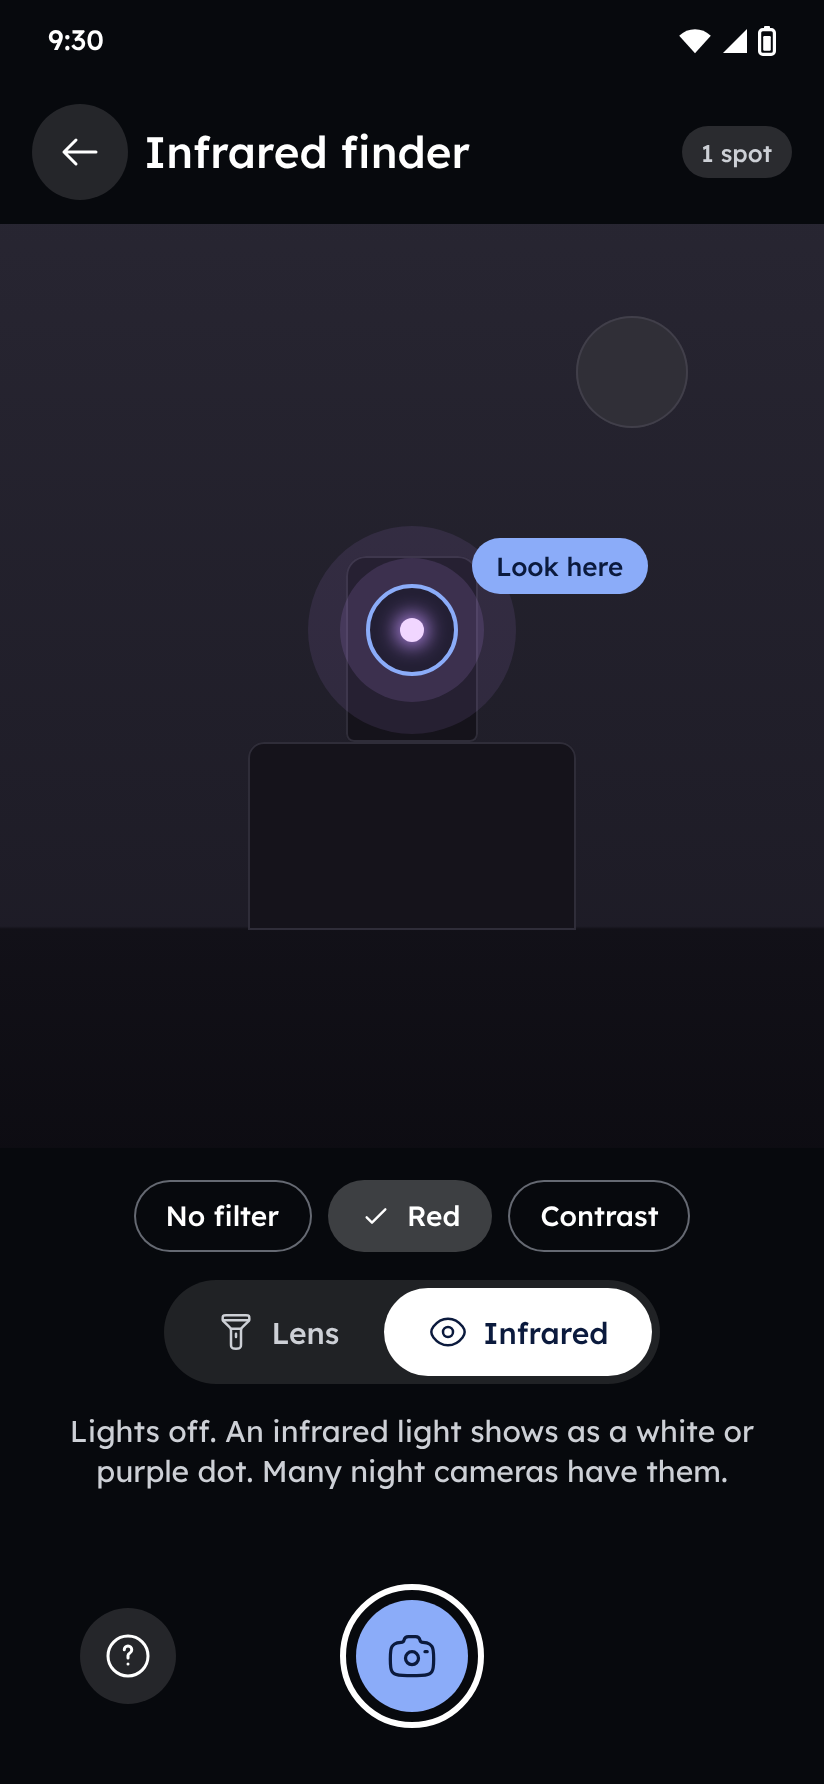 9:30
Infrared finder
1 spot
Look here
No filter
Red
Contrast
Lens
Infrared
Lights off. An infrared light shows as a white or
purple dot. Many night cameras have them.